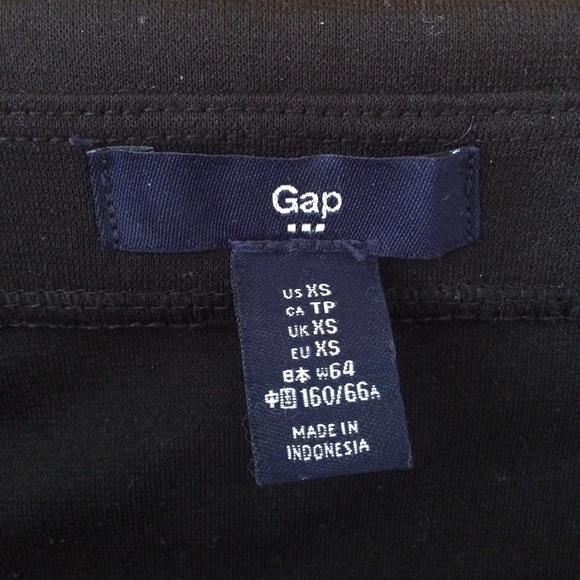 Gap
US XS
CA TP
UK XS
EU XS
日本 W64
中国 160/66A
MADE IN
INDONESIA